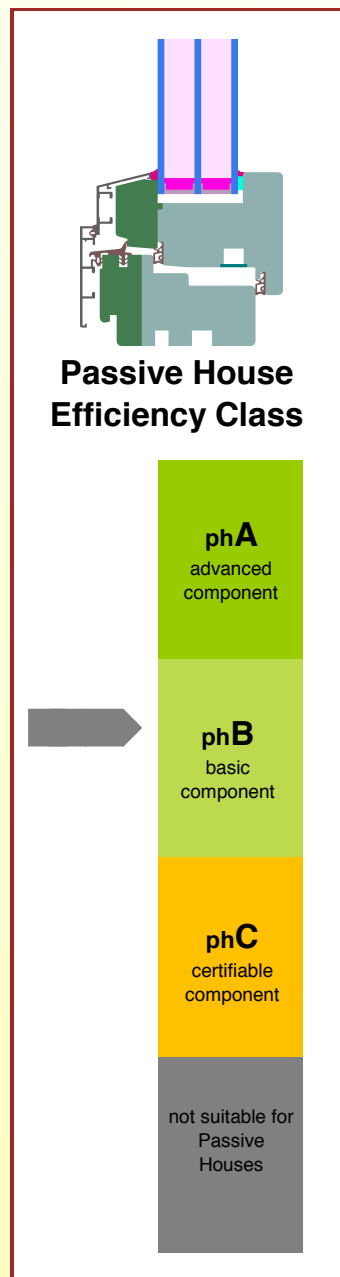 Passive House
Efficiency Class
phA
advanced
component
phB
basic
component
phC
certifiable
component
not suitable for
Passive
Houses